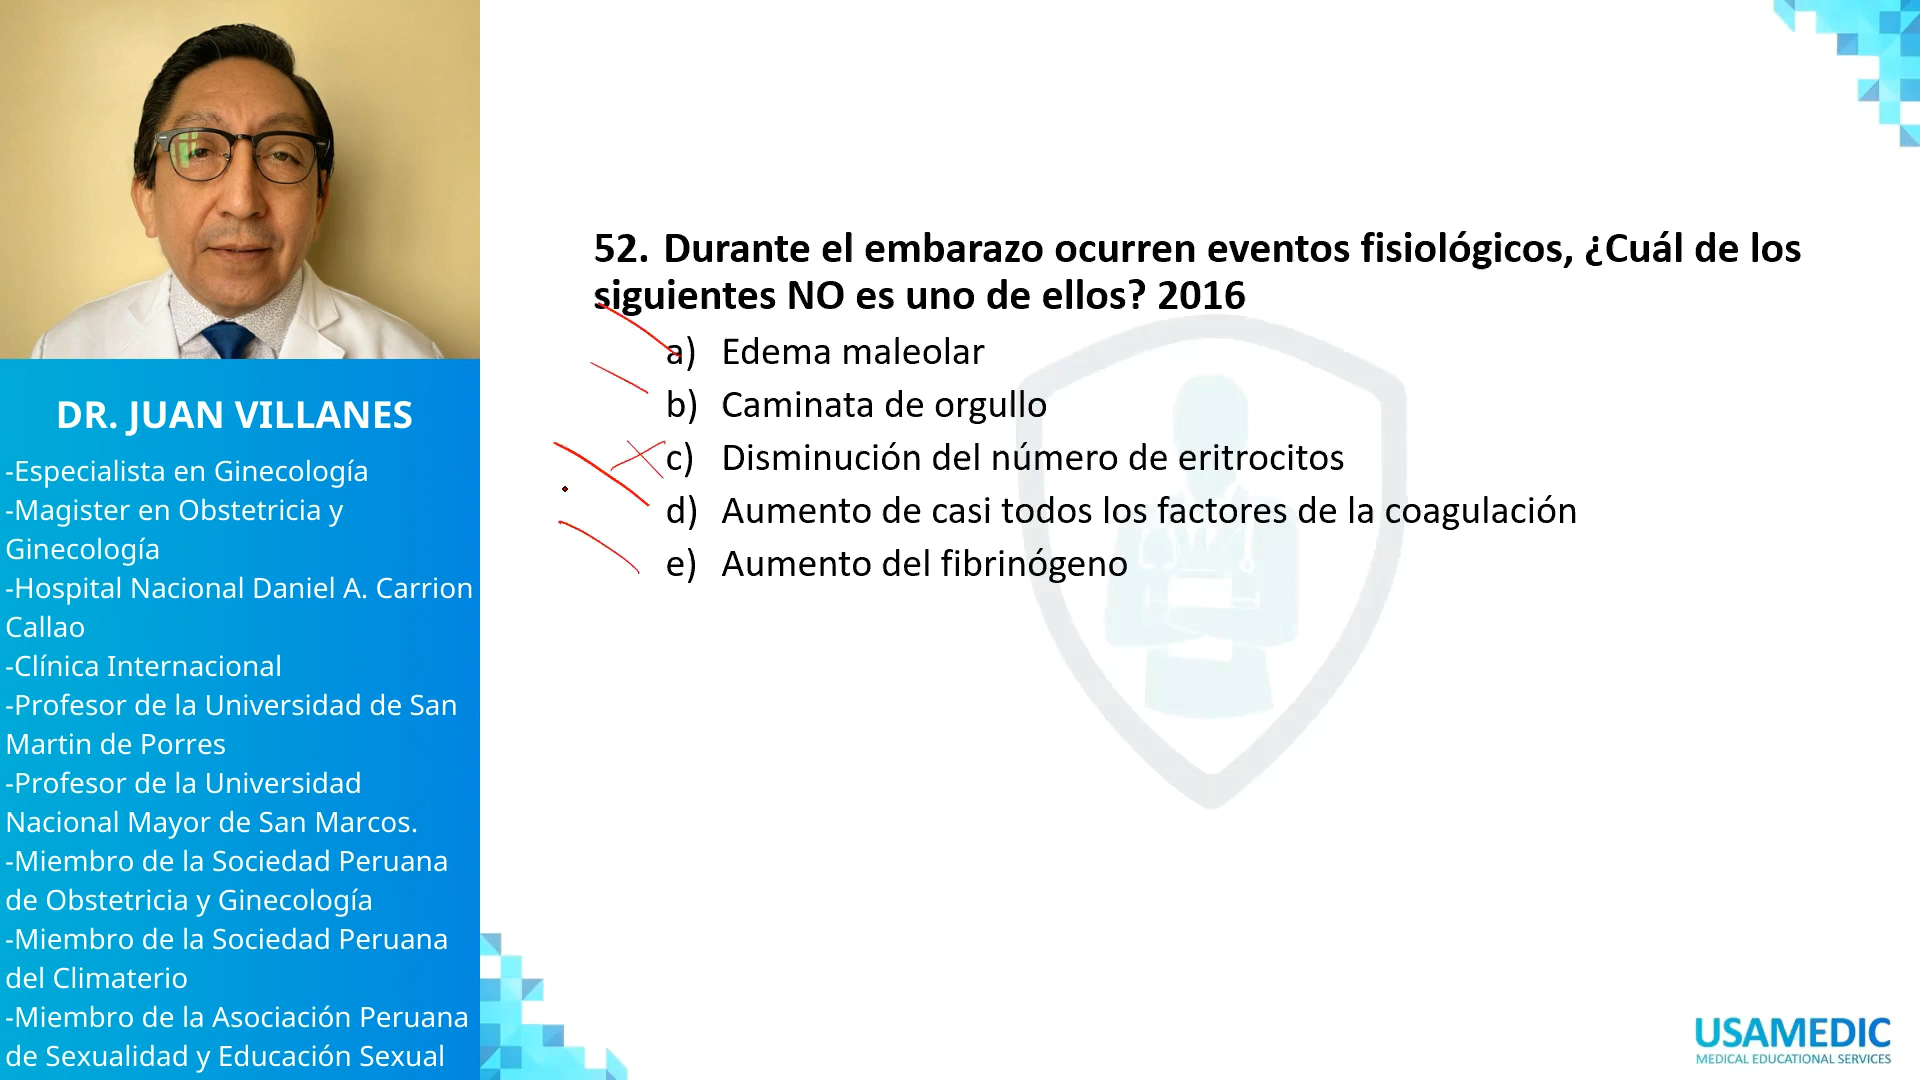 DR. JUAN VILLANES
-Especialista en Ginecología
-Magister en Obstetricia y
Ginecología
-Hospital Nacional Daniel A. Carrion
Callao
-Clínica Internacional
-Profesor de la Universidad de San
Martin de Porres
-Profesor de la Universidad
Nacional Mayor de San Marcos.
-Miembro de la Sociedad Peruana
de Obstetricia y Ginecología
-Miembro de la Sociedad Peruana
del Climaterio
-Miembro de la Asociación Peruana
de Sexualidad y Educación Sexual
52. Durante el embarazo ocurren eventos fisiológicos, ¿Cuál de los
siguientes NO es uno de ellos? 2016
a) Edema maleolar
b) Caminata de orgullo
c) Disminución del número de eritrocitos
d) Aumento de casi todos los factores de la coagulación
e) Aumento del fibrinógeno
USAMEDIC
MEDICAL EDUCATIONAL SERVICES